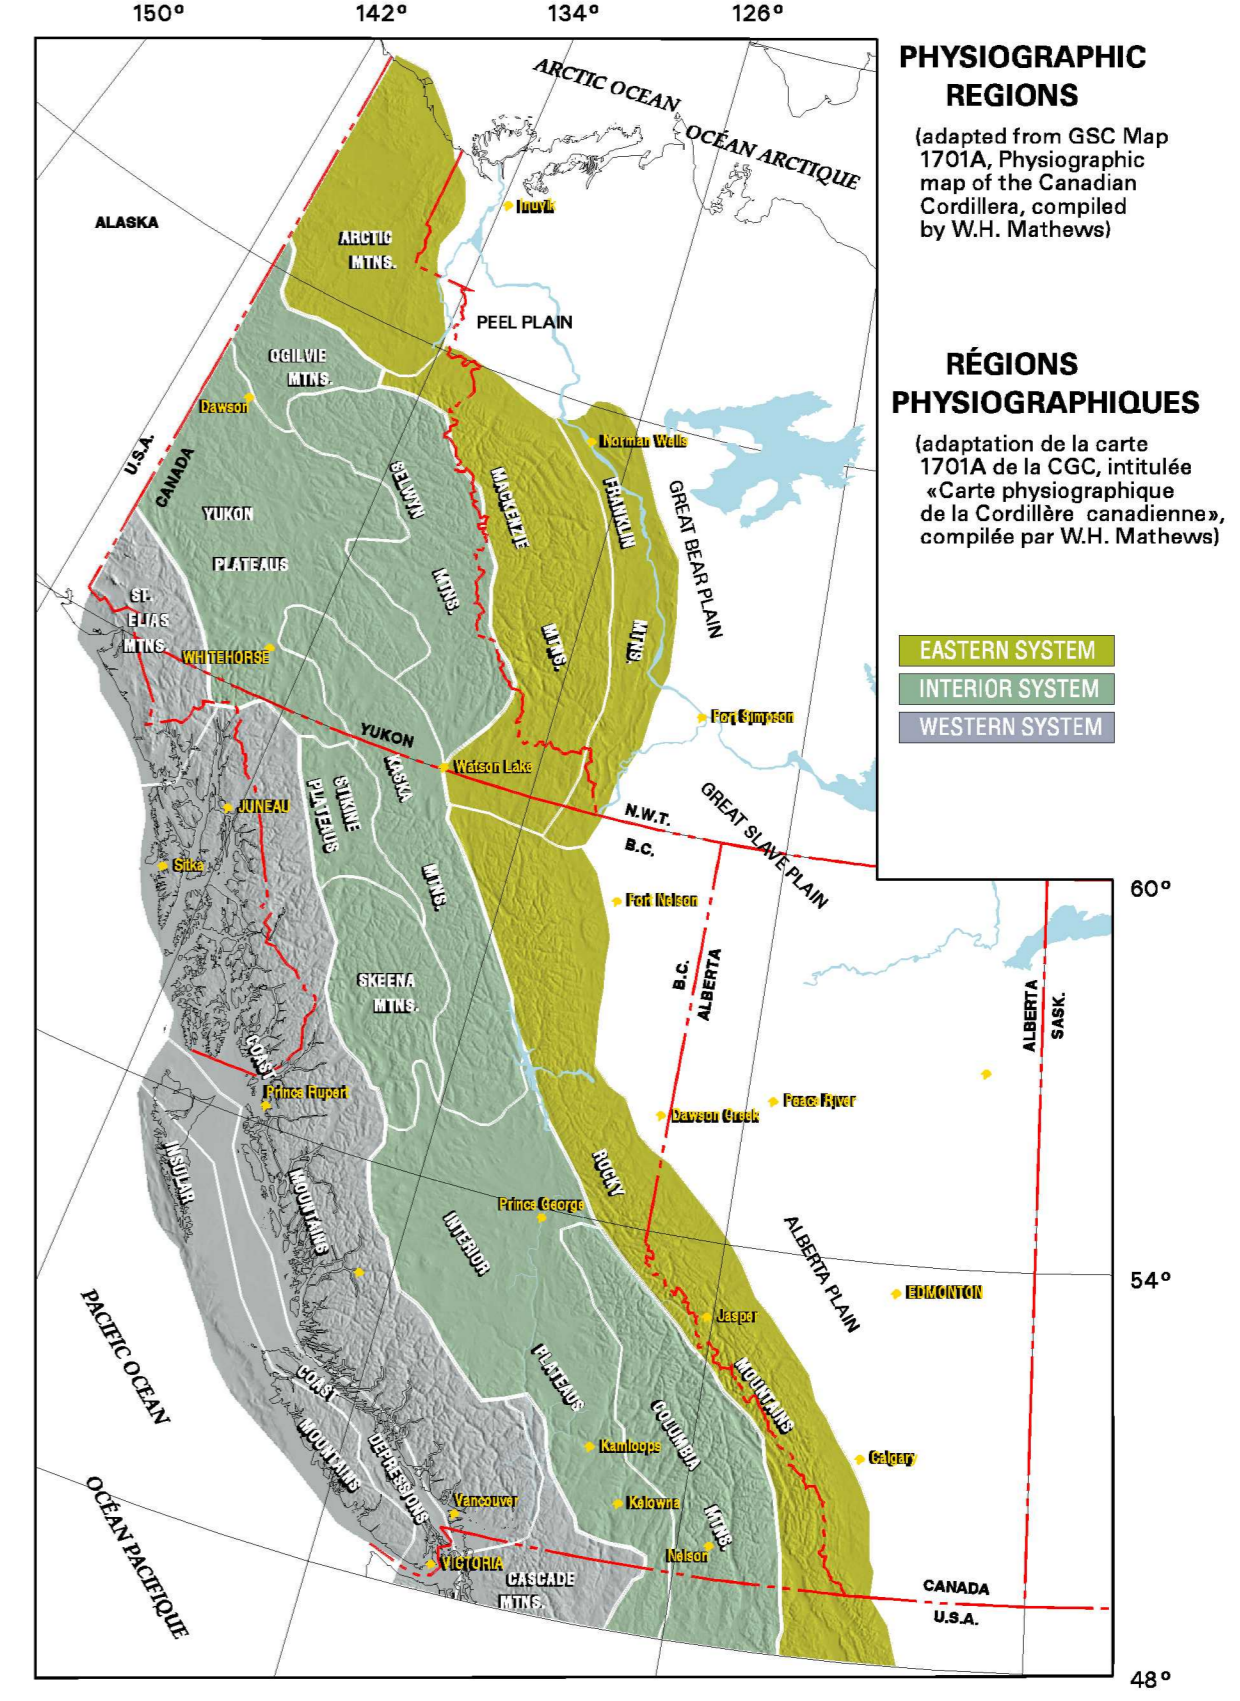 150°
142°
134°
126°
PHYSIOGRAPHIC
REGIONS
(adapted from GSC Map
1701A, Physiographic
map of the Canadian
Cordillera, compiled
by W.H. Mathews)
RÉGIONS
PHYSIOGRAPHIQUES
(adaptation de la carte
1701A de la CGC, intitulée
«Carte physiographique
de la Cordillère canadienne»,
compilée par W.H. Mathews)
EASTERN SYSTEM
INTERIOR SYSTEM
WESTERN SYSTEM
ARCTIC OCEAN
OCÉAN ARCTIQUE
Inuvik
ALASKA
ARCTIC
MTNS.
PEEL PLAIN
OGILVIE
MTNS.
Dawson
U.S.A.
CANADA
Norman Wells
SELWYN
MTNS.
MACKENZIE
MTNS.
FRANKLIN
MTNS.
GREAT BEAR PLAIN
YUKON
PLATEAUS
ST.
ELIAS
MTNS.
WHITEHORSE
Fort Simpson
YUKON
Watson Lake
KASKA
MTNS.
STIKINE
PLATEAUS
JUNEAU
N.W.T.
B.C.
GREAT SLAVE PLAIN
Sitka
60°
Fort Nelson
B.C.
ALBERTA
SKEENA
MTNS.
ALBERTA
SASK.
COAST
MOUNTAINS
Prince Rupert
Dawson Creek
Peace River
INSULAR
MOUNTAINS
ROCKY
MOUNTAINS
Prince George
INTERIOR
PLATEAUS
ALBERTA PLAIN
54°
EDMONTON
PACIFIC OCEAN
Jasper
COAST
DEPRESSIONS
COLUMBIA
MTNS.
Kamloops
Calgary
OCÉAN PACIFIQUE
Vancouver
Kelowna
Nelson
VICTORIA
CASCADE
MTNS.
CANADA
U.S.A.
48°